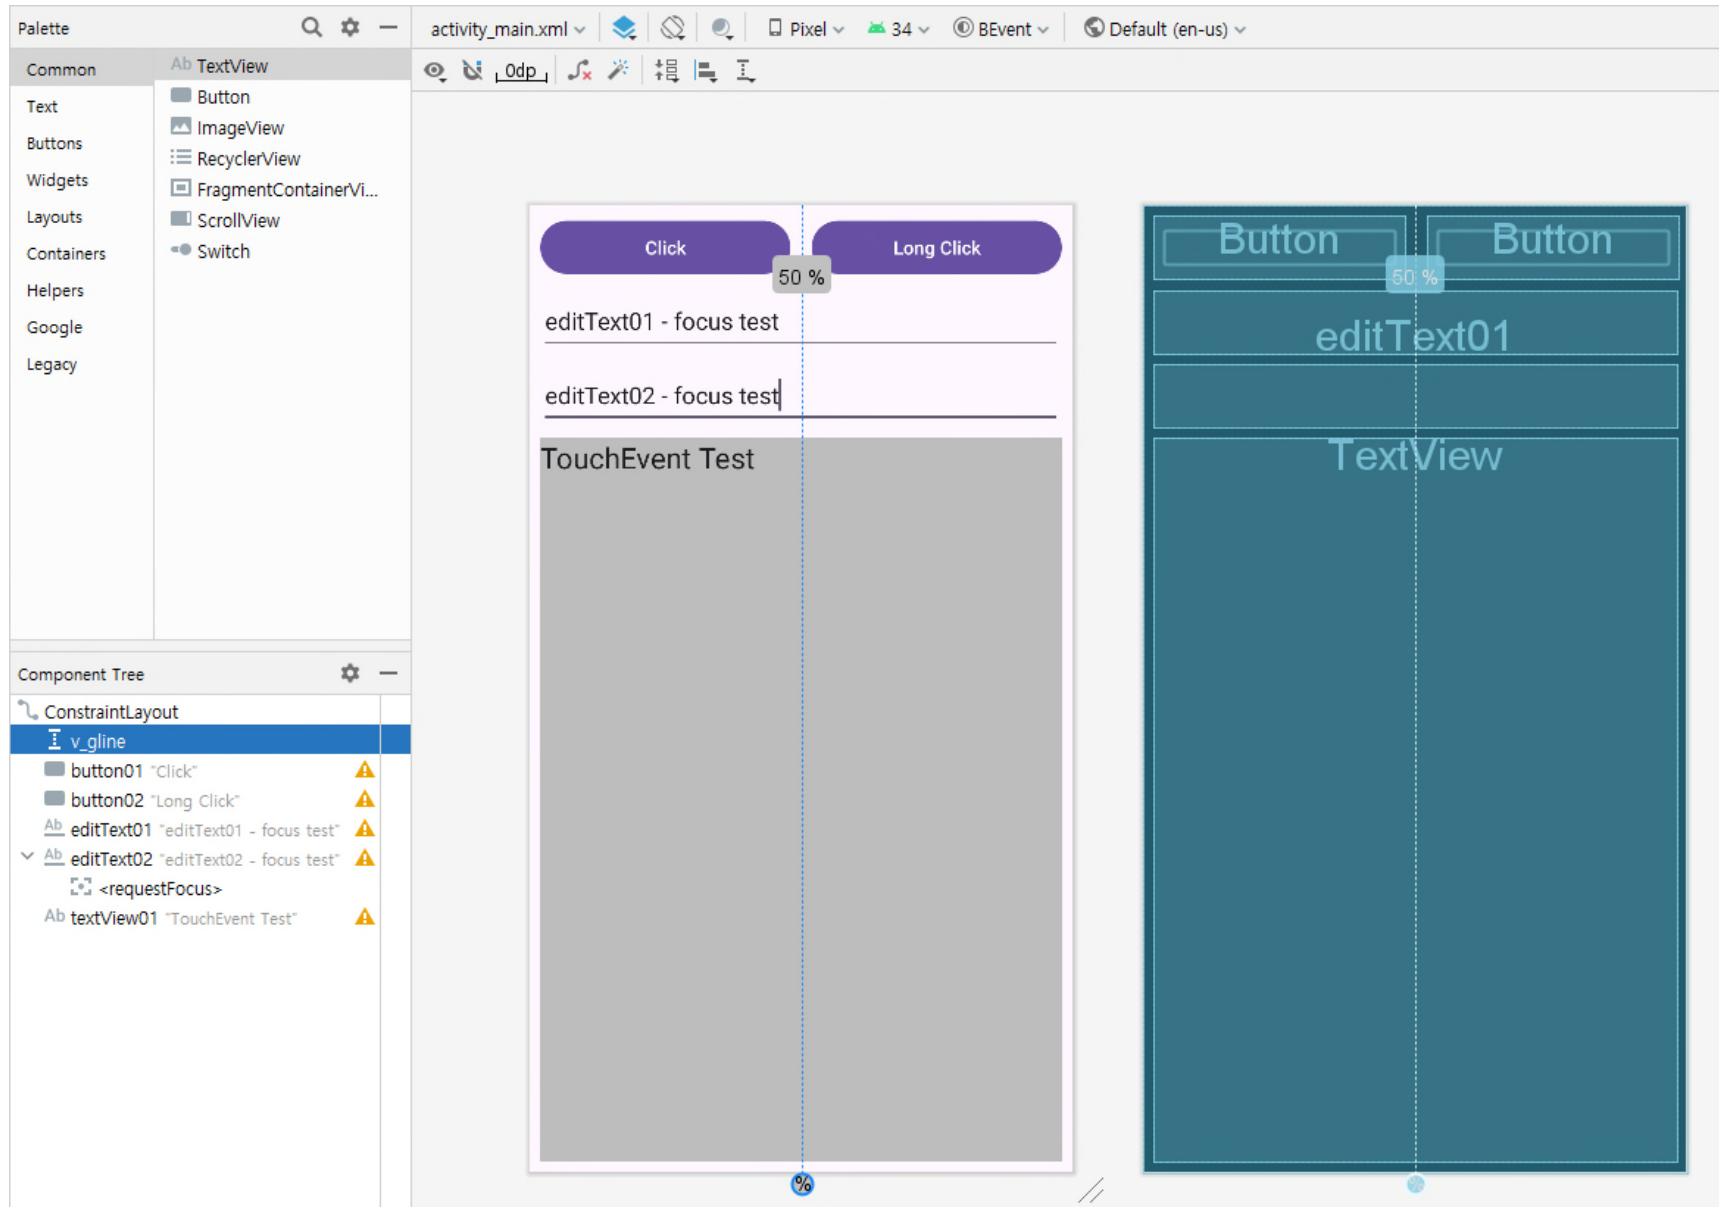 Palette
activity_main.xml
Pixel
34
BEvent
Default (en-us)
0dp
Common
Text
Buttons
Widgets
Layouts
Containers
Helpers
Google
Legacy
Ab TextView
Button
ImageView
RecyclerView
FragmentContainerVi...
ScrollView
Switch
Component Tree
ConstraintLayout
v_gline
button01 "Click"
button02 "Long Click"
Ab editText01 "editText01 - focus test"
Ab editText02 "editText02 - focus test"
<requestFocus>
Ab textView01 "TouchEvent Test"
Click
Long Click
50 %
editText01 - focus test
editText02 - focus test
TouchEvent Test
%
Button
Button
50 %
editText01
TextView
%